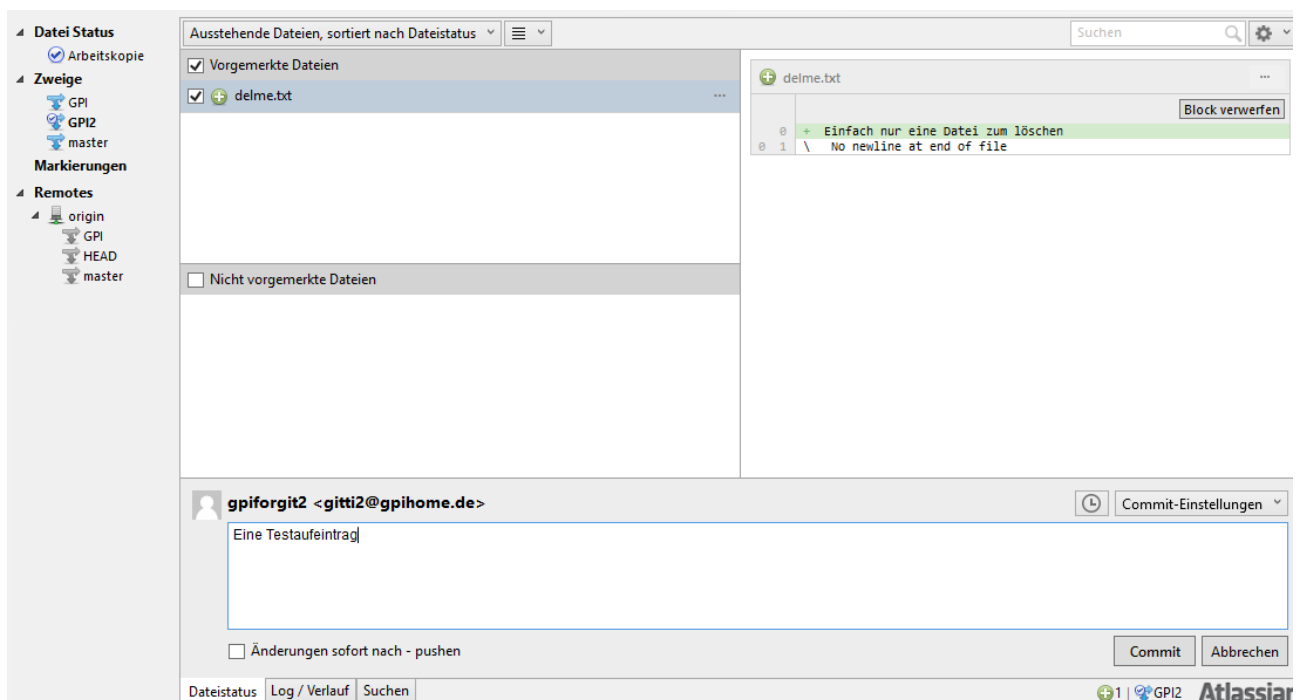 Datei Status
Arbeitskopie
Zweige
GPI
GPI2
master
Markierungen
Remotes
origin
GPI
HEAD
master
Ausstehende Dateien, sortiert nach Dateistatus
Suchen
Vorgemerkte Dateien
delme.txt ...
Nicht vorgemerkte Dateien
delme.txt ...
Block verwerfen
0 + Einfach nur eine Datei zum löschen
0 1 \ No newline at end of file
gpiforgit2 <gitti2@gpihome.de>
Commit-Einstellungen
Eine Testaufeintrag
Änderungen sofort nach - pushen
Commit Abbrechen
Dateistatus Log / Verlauf Suchen
1 | GPI2 Atlassian